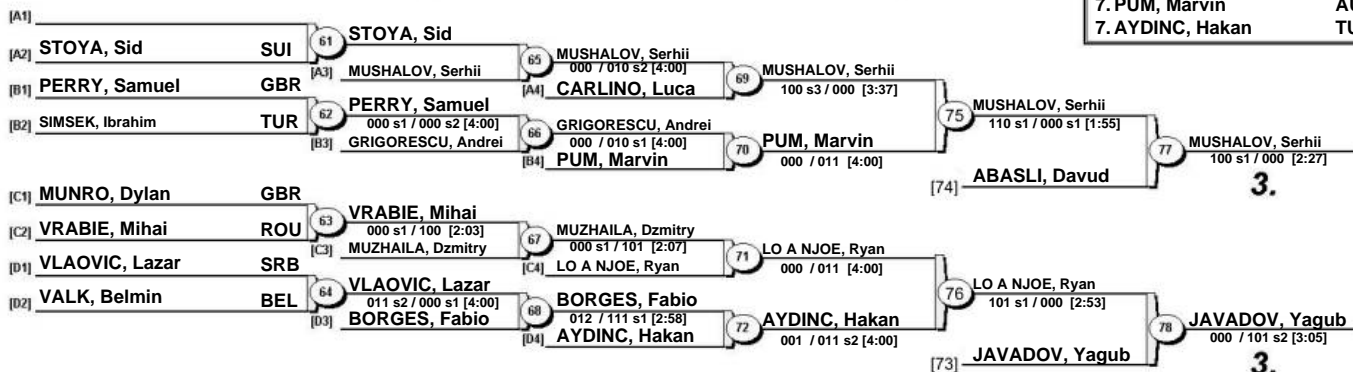 7. PUM, Marvin AU
7. AYDINC, Hakan TU
[A1]
[A2] STOYA, Sid SUI
61 STOYA, Sid
[A3] MUSHALOV, Serhii
65 MUSHALOV, Serhii
000 / 010 s2 [4:00]
[A4] CARLINO, Luca
69 MUSHALOV, Serhii
100 s3 / 000 [3:37]
[B1] PERRY, Samuel GBR
[B2] SIMSEK, Ibrahim TUR
62 PERRY, Samuel
000 s1 / 000 s2 [4:00]
[B3] GRIGORESCU, Andrei
66 GRIGORESCU, Andrei
000 / 010 s1 [4:00]
[B4] PUM, Marvin
70 PUM, Marvin
000 / 011 [4:00]
75 MUSHALOV, Serhii
110 s1 / 000 s1 [1:55]
[74] ABASLI, Davud
77 MUSHALOV, Serhii
100 s1 / 000 [2:27]
3.
[C1] MUNRO, Dylan GBR
[C2] VRABIE, Mihai ROU
63 VRABIE, Mihai
000 s1 / 100 [2:03]
[C3] MUZHAILA, Dzmitry
67 MUZHAILA, Dzmitry
000 s1 / 101 [2:07]
[C4] LO A NJOE, Ryan
71 LO A NJOE, Ryan
000 / 011 [4:00]
[D1] VLAOVIC, Lazar SRB
[D2] VALK, Belmin BEL
64 VLAOVIC, Lazar
011 s2 / 000 s1 [4:00]
[D3] BORGES, Fabio
68 BORGES, Fabio
012 / 111 s1 [2:58]
[D4] AYDINC, Hakan
72 AYDINC, Hakan
001 / 011 s2 [4:00]
76 LO A NJOE, Ryan
101 s1 / 000 [2:53]
[73] JAVADOV, Yagub
78 JAVADOV, Yagub
000 / 101 s2 [3:05]
3.